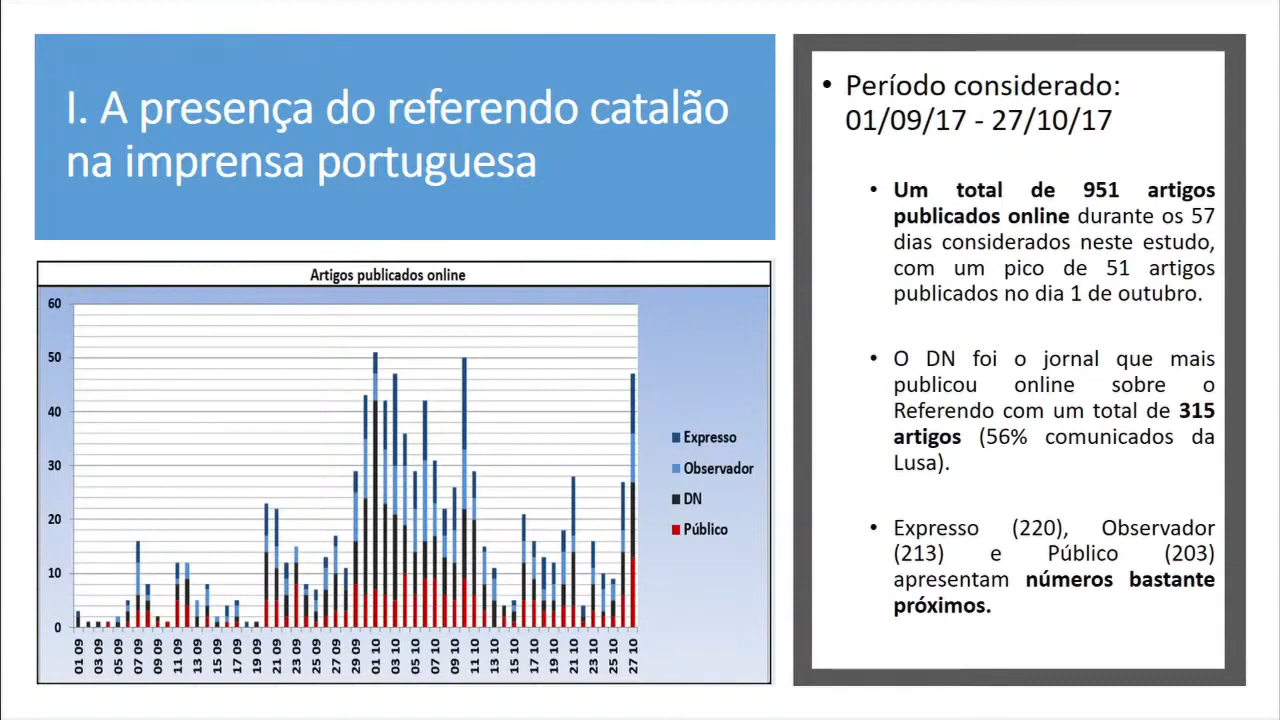 I. A presença do referendo catalão
na imprensa portuguesa
Artigos publicados online
60
50
40
30
20
10
0
01 09
03 09
05 09
07 09
09 09
11 09
13 09
15 09
17 09
19 09
21 09
23 09
25 09
27 09
29 09
01 10
03 10
05 10
07 10
09 10
11 10
13 10
15 10
17 10
19 10
21 10
23 10
25 10
27 10
Expresso
Observador
DN
Público
• Período considerado:
01/09/17 - 27/10/17
• Um total de 951 artigos
publicados online durante os 57
dias considerados neste estudo,
com um pico de 51 artigos
publicados no dia 1 de outubro.
• O DN foi o jornal que mais
publicou online sobre o
Referendo com um total de 315
artigos (56% comunicados da
Lusa).
• Expresso (220), Observador
(213) e Público (203)
apresentam números bastante
próximos.